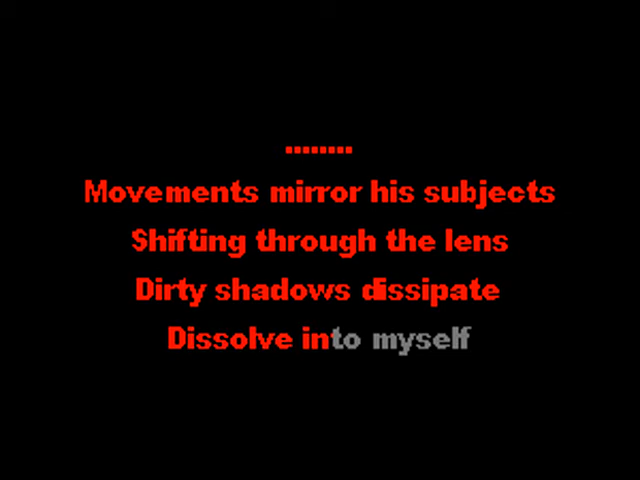 ........
Movements mirror his subjects
Shifting through the lens
Dirty shadows dissipate
Dissolve into myself